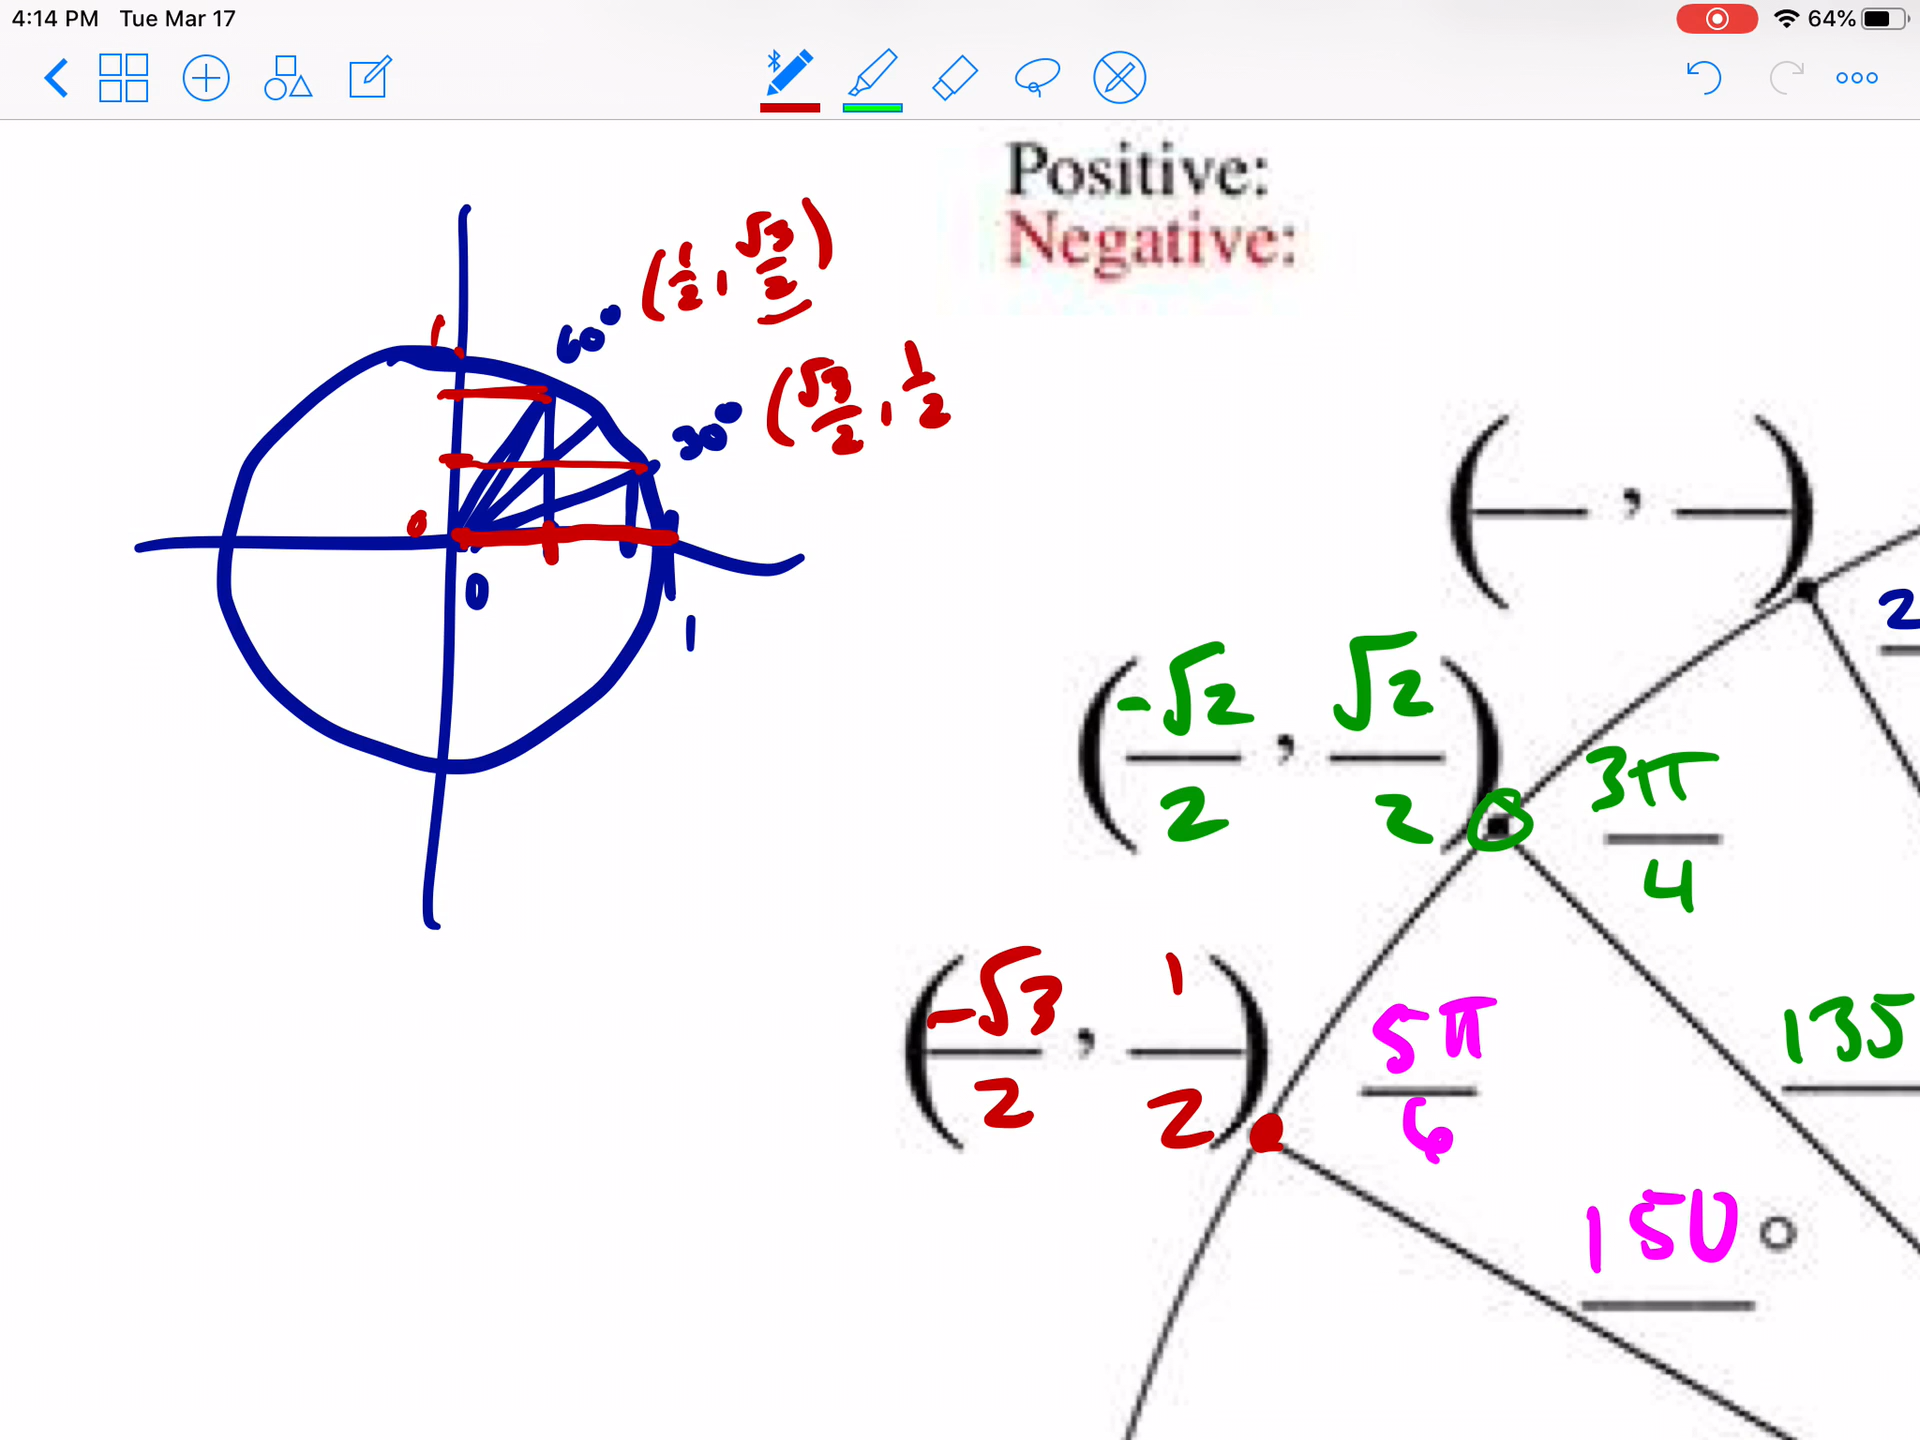 4:14 PM Tue Mar 17
64%
Positive:
Negative:
1
60° (1/2, √3/2)
30° (√3/2, 1/2
0
0
1
( , )
2
(-√2/2, √2/2)
3π/4
135
(-√3/2, 1/2)
5π/6
150°